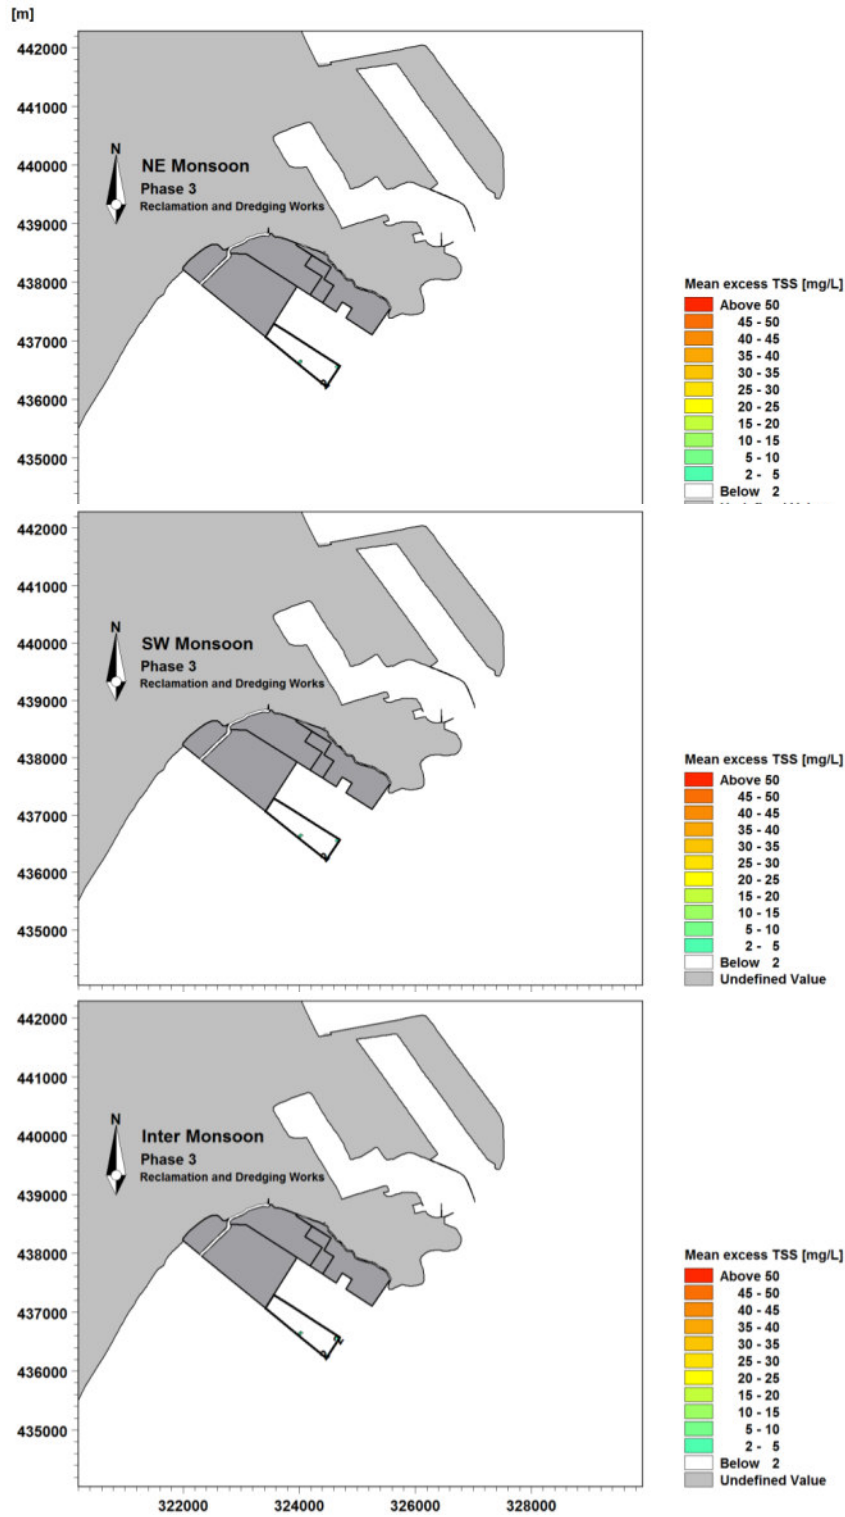 [m]
442000
441000
440000
439000
438000
437000
436000
435000
N
NE Monsoon
Phase 3
Reclamation and Dredging Works
Mean excess TSS [mg/L]
Above 50
45 - 50
40 - 45
35 - 40
30 - 35
25 - 30
20 - 25
15 - 20
10 - 15
5 - 10
2 - 5
Below 2
442000
441000
440000
439000
438000
437000
436000
435000
N
SW Monsoon
Phase 3
Reclamation and Dredging Works
Mean excess TSS [mg/L]
Above 50
45 - 50
40 - 45
35 - 40
30 - 35
25 - 30
20 - 25
15 - 20
10 - 15
5 - 10
2 - 5
Below 2
Undefined Value
442000
441000
440000
439000
438000
437000
436000
435000
N
Inter Monsoon
Phase 3
Reclamation and Dredging Works
Mean excess TSS [mg/L]
Above 50
45 - 50
40 - 45
35 - 40
30 - 35
25 - 30
20 - 25
15 - 20
10 - 15
5 - 10
2 - 5
Below 2
Undefined Value
322000 324000 326000 328000